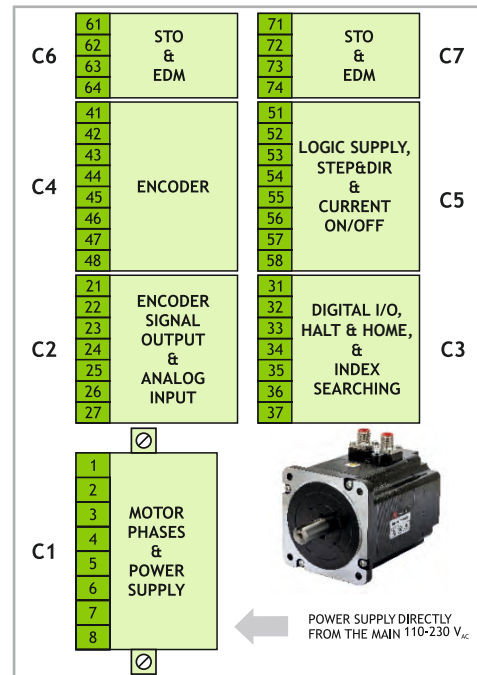 C6
61
62
63
64
STO
&
EDM
71
72
73
74
STO
&
EDM
C7
C4
41
42
43
44
45
46
47
48
ENCODER
51
52
53
54
55
56
57
58
LOGIC SUPPLY,
STEP&DIR
&
CURRENT
ON/OFF
C5
C2
21
22
23
24
25
26
27
ENCODER
SIGNAL
OUTPUT
&
ANALOG
INPUT
31
32
33
34
35
36
37
DIGITAL I/O,
HALT & HOME,
&
INDEX
SEARCHING
C3
C1
1
2
3
4
5
6
7
8
MOTOR
PHASES
&
POWER
SUPPLY
POWER SUPPLY DIRECTLY
FROM THE MAIN 110-230 VAC